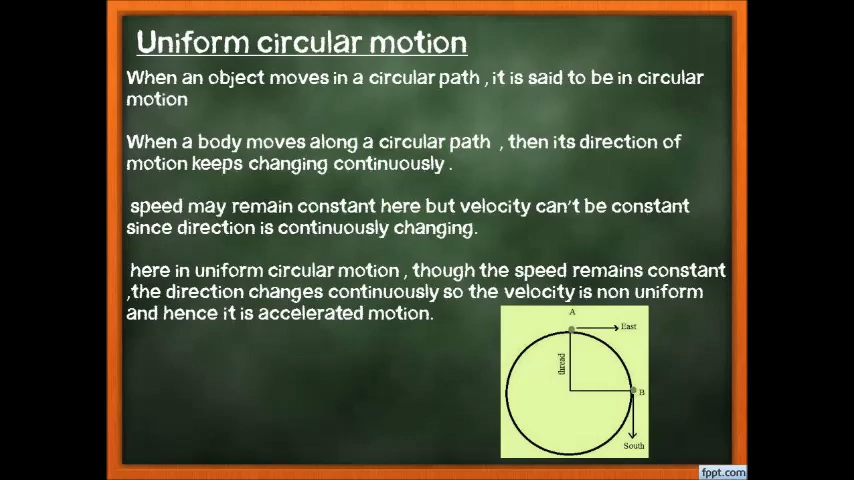 Uniform circular motion
When an object moves in a circular path , it is said to be in circular
motion
When a body moves along a circular path , then its direction of
motion keeps changing continuously .
speed may remain constant here but velocity can't be constant
since direction is continuously changing.
here in uniform circular motion , though the speed remains constant
,the direction changes continuously so the velocity is non uniform
and hence it is accelerated motion.
A
East
thread
B
South
fppt.com